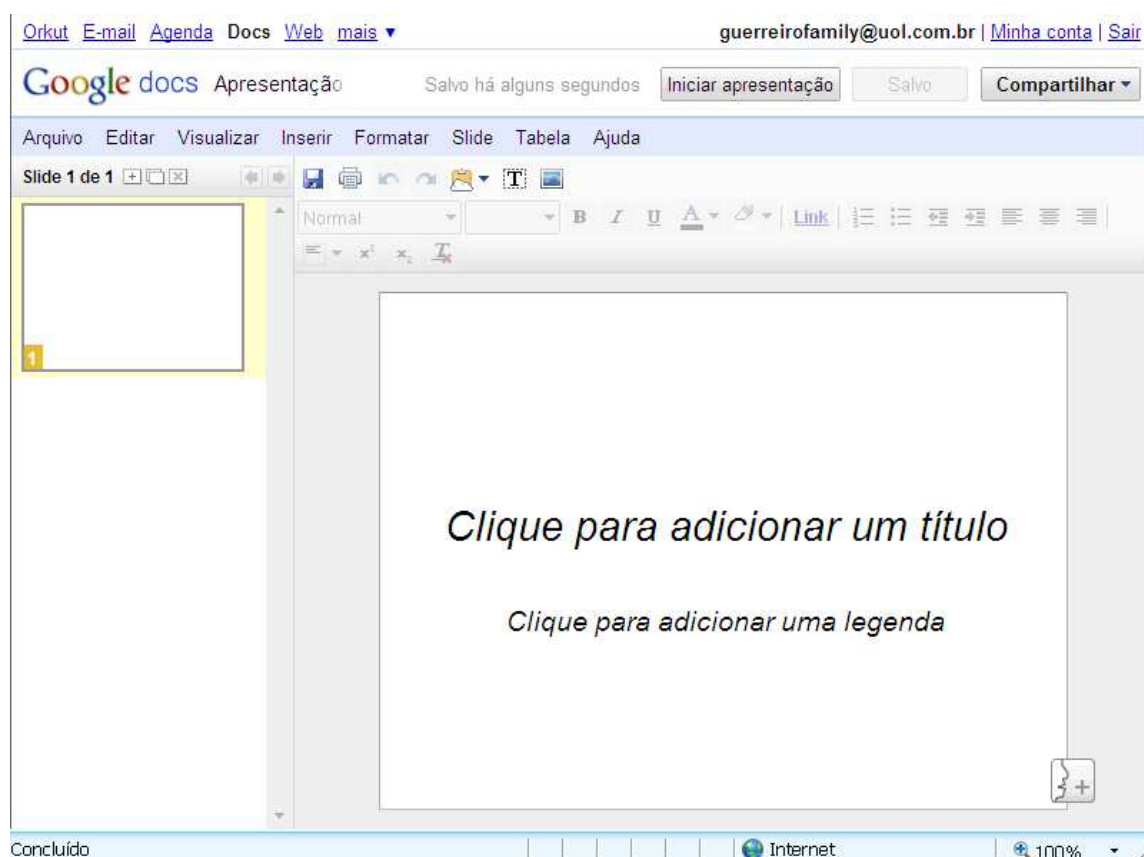 Orkut E-mail Agenda Docs Web mais ▼ guerreirofamily@uol.com.br | Minha conta | Sair
Google docs Apresentação Salvo há alguns segundos Iniciar apresentação Salvo Compartilhar
Arquivo Editar Visualizar Inserir Formatar Slide Tabela Ajuda
Slide 1 de 1
Normal B I U A Link
x² x₂ T
1
Clique para adicionar um título
Clique para adicionar uma legenda
Concluído Internet 100%